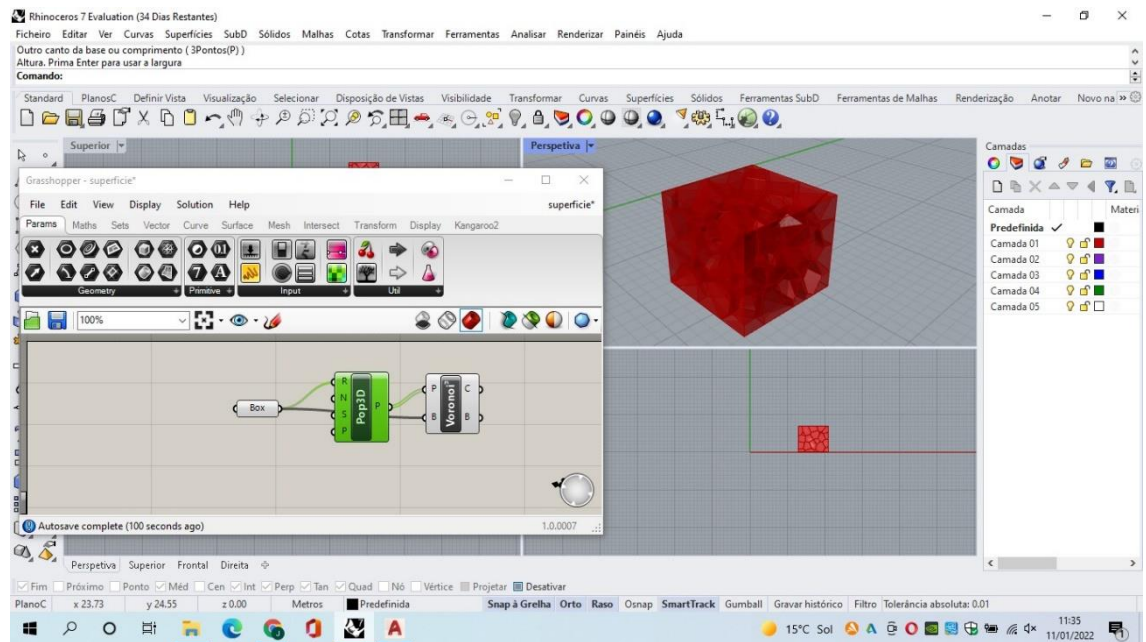 Rhinoceros 7 Evaluation (34 Dias Restantes)
Ficheiro Editar Ver Curvas Superfícies SubD Sólidos Malhas Cotas Transformar Ferramentas Analisar Renderizar Painéis Ajuda
Outro canto da base ou comprimento ( 3Pontos(P) )
Altura. Prima Enter para usar a largura
Comando:
Standard PlanosC Definir Vista Visualização Selecionar Disposição de Vistas Visibilidade Transformar Curvas Superfícies Sólidos Ferramentas SubD Ferramentas de Malhas Renderização Anotar Novo na »
Superior
Perspetiva
Camadas
Grasshopper - superficie*
File Edit View Display Solution Help superficie*
Params Maths Sets Vector Curve Surface Mesh Intersect Transform Display Kangaroo2
Geometry + Primitive + Input + Util +
100%
Camada Materi
Predefinida
Camada 01
Camada 02
Camada 03
Camada 04
Camada 05
Box
R
N
S
P
Pop3D
P
P
B
Voronoi³
C
B
Autosave complete (100 seconds ago) 1.0.0007
Perspetiva Superior Frontal Direita
Fim Próximo Ponto Méd Cen Int Perp Tan Quad Nó Vértice Projetar Desativar
PlanoC x 23.73 y 24.55 z 0.00 Metros Predefinida Snap à Grelha Orto Raso Osnap SmartTrack Gumball Gravar histórico Filtro Tolerância absoluta: 0.01
15°C Sol 11:35
11/01/2022